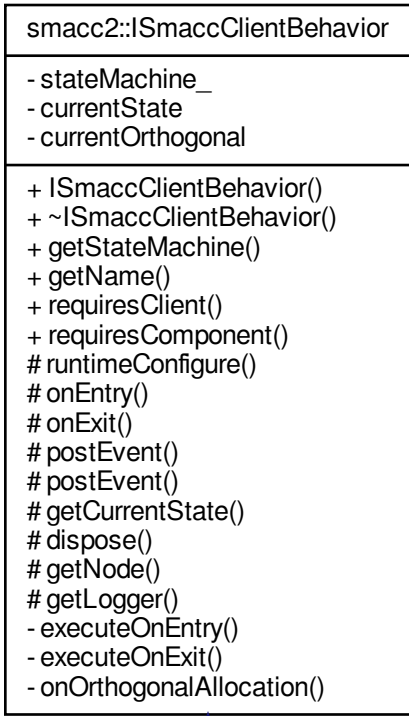 smacc2::ISmaccClientBehavior
- stateMachine_
- currentState
- currentOrthogonal
+ ISmaccClientBehavior()
+ ~ISmaccClientBehavior()
+ getStateMachine()
+ getName()
+ requiresClient()
+ requiresComponent()
# runtimeConfigure()
# onEntry()
# onExit()
# postEvent()
# postEvent()
# getCurrentState()
# dispose()
# getNode()
# getLogger()
- executeOnEntry()
- executeOnExit()
- onOrthogonalAllocation()